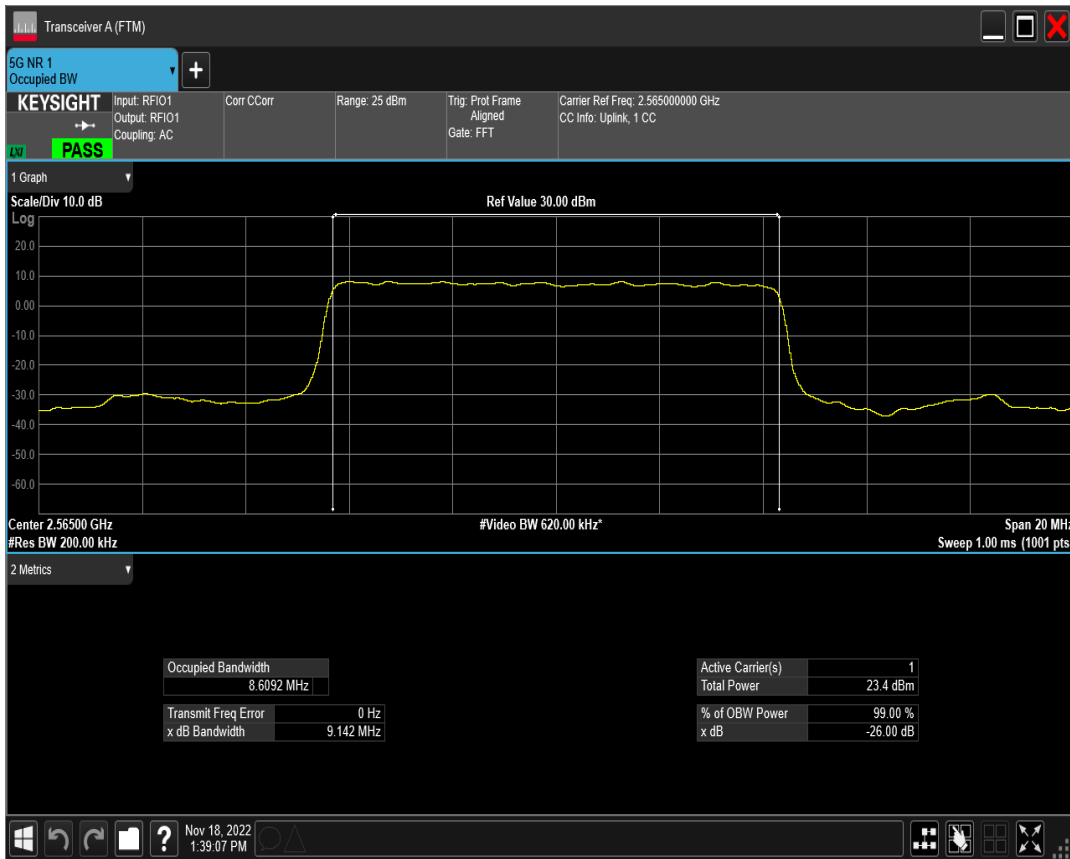 Transceiver A (FTM)
5G NR 1
Occupied BW
+
KEYSIGHT
Input: RFIO1
Output: RFIO1
Coupling: AC
Corr CCorr
Range: 25 dBm
Trig: Prot Frame
Aligned
Gate: FFT
Carrier Ref Freq: 2.565000000 GHz
CC Info: Uplink, 1 CC
LXI
PASS
1 Graph
Scale/Div 10.0 dB
Ref Value 30.00 dBm
Log
20.0
10.0
0.00
-10.0
-20.0
-30.0
-40.0
-50.0
-60.0
Center 2.56500 GHz
#Video BW 620.00 kHz*
Span 20 MHz
#Res BW 200.00 kHz
Sweep 1.00 ms (1001 pts
2 Metrics
Occupied Bandwidth
8.6092 MHz
Transmit Freq Error 0 Hz
x dB Bandwidth 9.142 MHz
Active Carrier(s) 1
Total Power 23.4 dBm
% of OBW Power 99.00 %
x dB -26.00 dB
?
Nov 18, 2022
1:39:07 PM